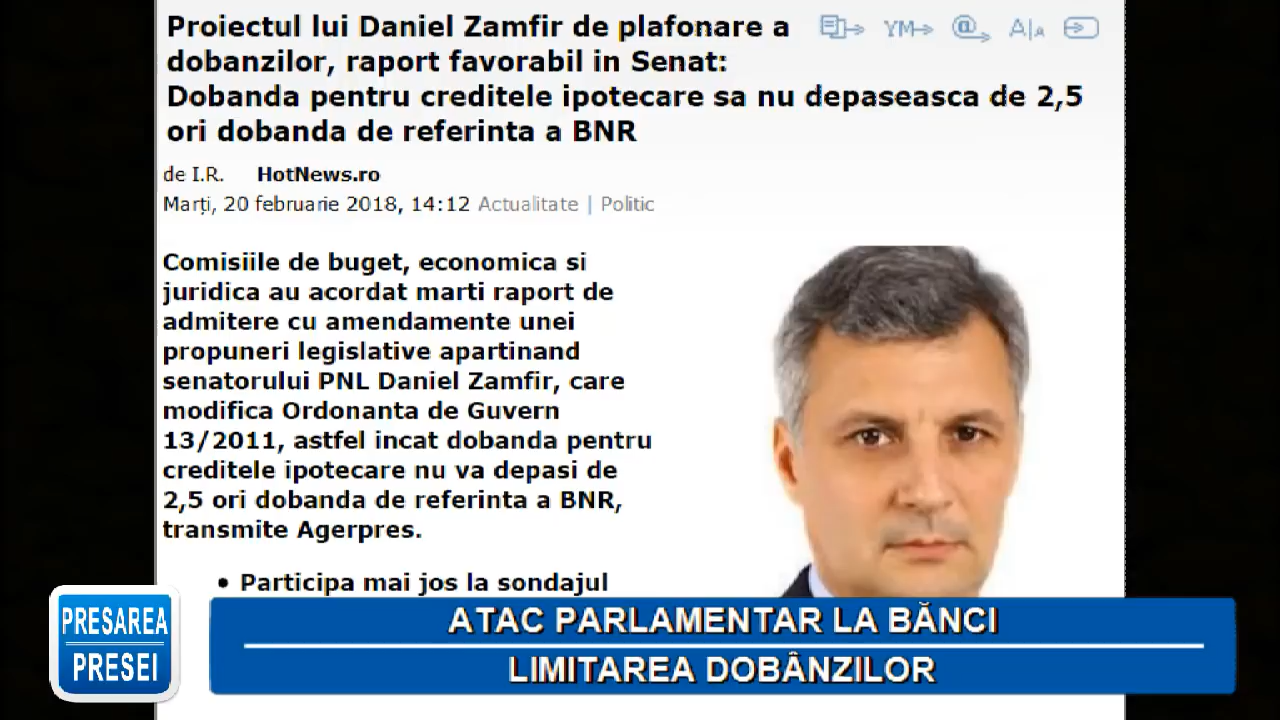 Proiectul lui Daniel Zamfir de plafonare a
dobanzilor, raport favorabil in Senat:
Dobanda pentru creditele ipotecare sa nu depaseasca de 2,5
ori dobanda de referinta a BNR
YM
@
A|A
de I.R. HotNews.ro
Marți, 20 februarie 2018, 14:12 Actualitate | Politic
Comisiile de buget, economica si
juridica au acordat marti raport de
admitere cu amendamente unei
propuneri legislative apartinand
senatorului PNL Daniel Zamfir, care
modifica Ordonanta de Guvern
13/2011, astfel incat dobanda pentru
creditele ipotecare nu va depasi de
2,5 ori dobanda de referinta a BNR,
transmite Agerpres.
• Participa mai jos la sondajul
PRESAREA
PRESEI
ATAC PARLAMENTAR LA BĂNCI
LIMITAREA DOBÂNZILOR